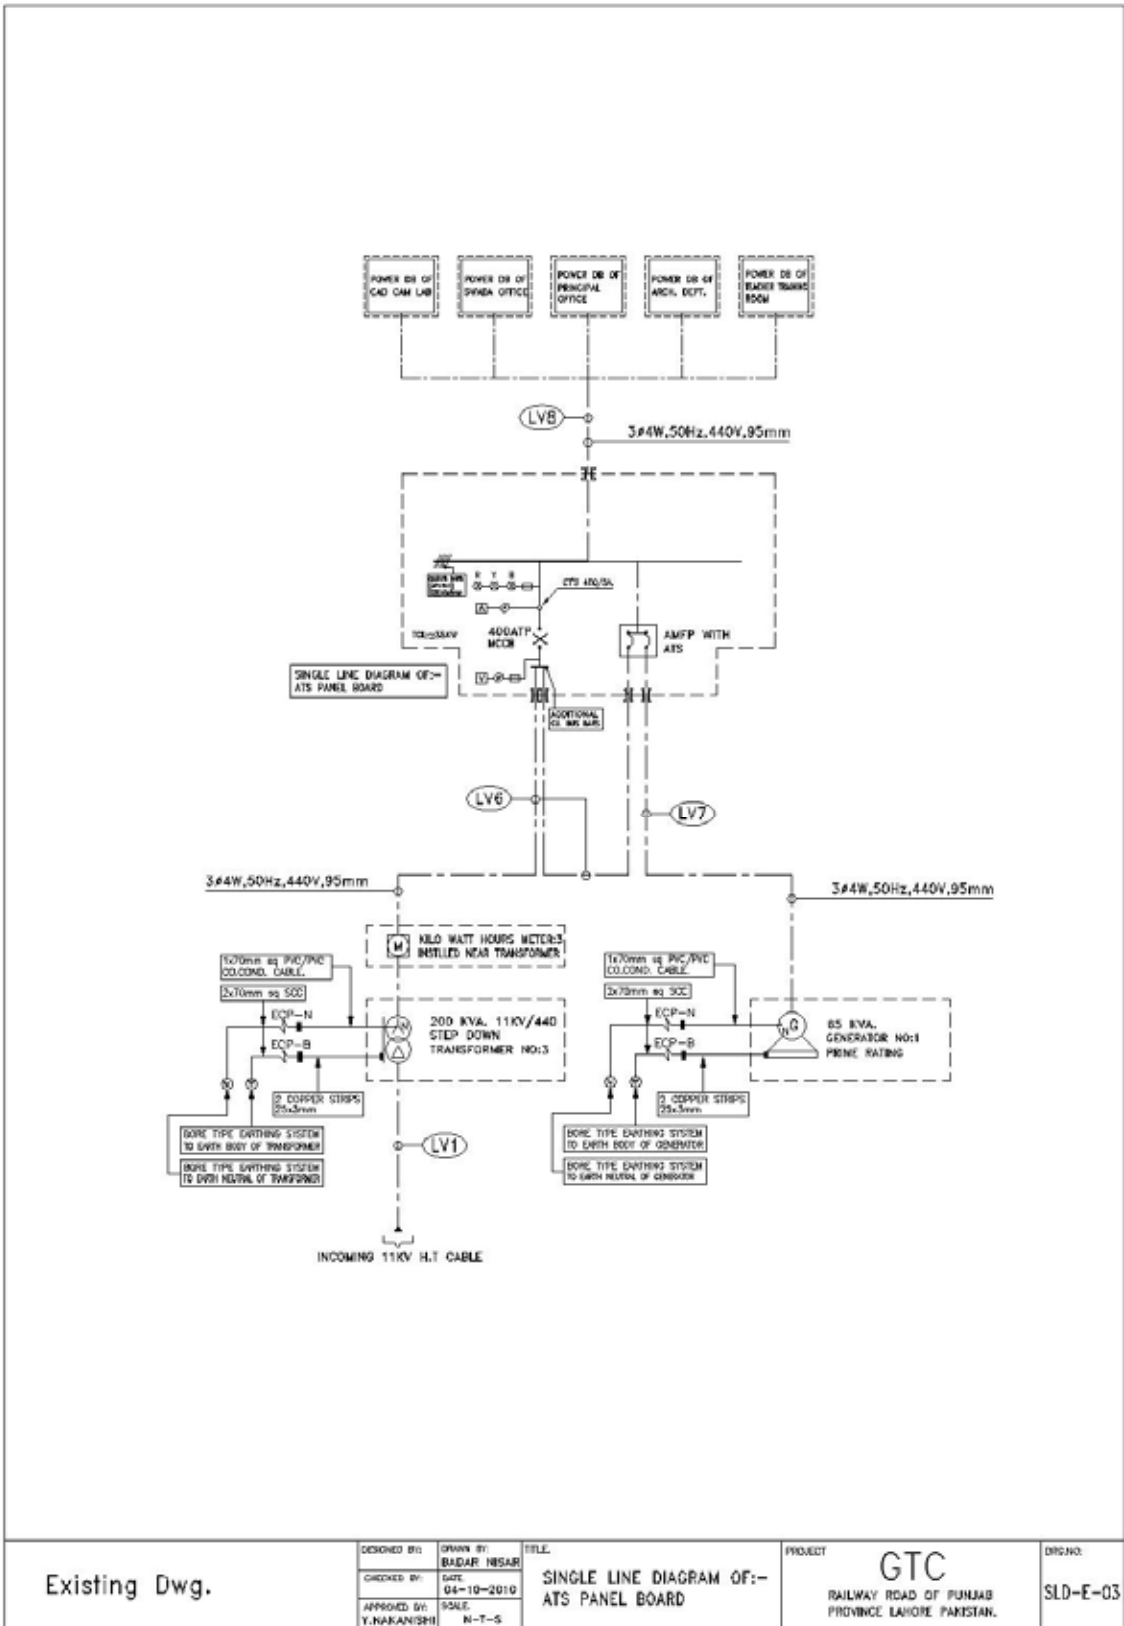 POWER DB OF
CAD CAM LAB
POWER DB OF
SWABA OFFICE
POWER DB OF
PRINCIPAL
OFFICE
POWER DB OF
ARCH. DEPT.
POWER DB OF
TEACHER TRAINING
ROOM
LV8
3ø4W,50Hz,440V,95mm
R Y B
CTS 400/5A
A
400ATP
MCCB
AMFP WITH
ATS
V
SINGLE LINE DIAGRAM OF:-
ATS PANEL BOARD
ADDITIONAL
CU. BUS BARS
LV6
LV7
3ø4W,50Hz,440V,95mm
3ø4W,50Hz,440V,95mm
M
KILO WATT HOURS METER:3
INSTLLED NEAR TRANSFORMER
1x70mm sq PVC/PVC
CO.COND. CABLE.
2x70mm sq SCC
ECP-N
ECP-B
N
200 KVA. 11KV/440
STEP DOWN
TRANSFORMER NO:3
2 COPPER STRIPS
25x3mm
BORE TYPE EARTHING SYSTEM
TO EARTH BODY OF TRANSFORMER
BORE TYPE EARTHING SYSTEM
TO EARTH NEUTRAL OF TRANSFORMER
LV1
INCOMING 11KV H.T CABLE
1x70mm sq PVC/PVC
CO.COND. CABLE.
2x70mm sq SCC
ECP-N
ECP-B
N G
65 KVA.
GENERATOR NO:1
PRIME RATING
2 COPPER STRIPS
25x3mm
BORE TYPE EARTHING SYSTEM
TO EARTH BODY OF GENERATOR
BORE TYPE EARTHING SYSTEM
TO EARTH NEUTRAL OF GENERATOR
Existing Dwg.
DESIGNED BY:
DRAWN BY:
BADAR NISAR
CHECKED BY:
DATE.
04-10-2010
APPROVED BY:
Y.NAKANISHI
SCALE.
N-T-S
TITLE.
SINGLE LINE DIAGRAM OF:-
ATS PANEL BOARD
PROJECT
GTC
RAILWAY ROAD OF PUNJAB
PROVINCE LAHORE PAKISTAN.
DRG.NO:
SLD-E-03